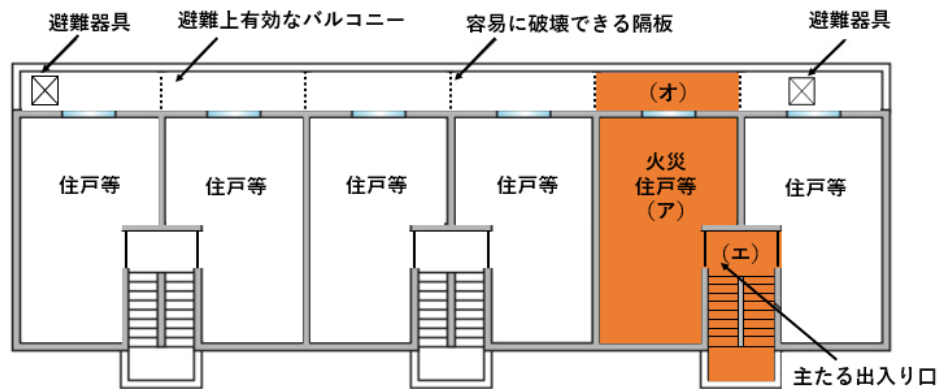 避難器具
避難上有効なバルコニー
容易に破壊できる隔板
避難器具
（オ）
住戸等
住戸等
住戸等
住戸等
火災
住戸等
（ア）
住戸等
（エ）
主たる出入り口